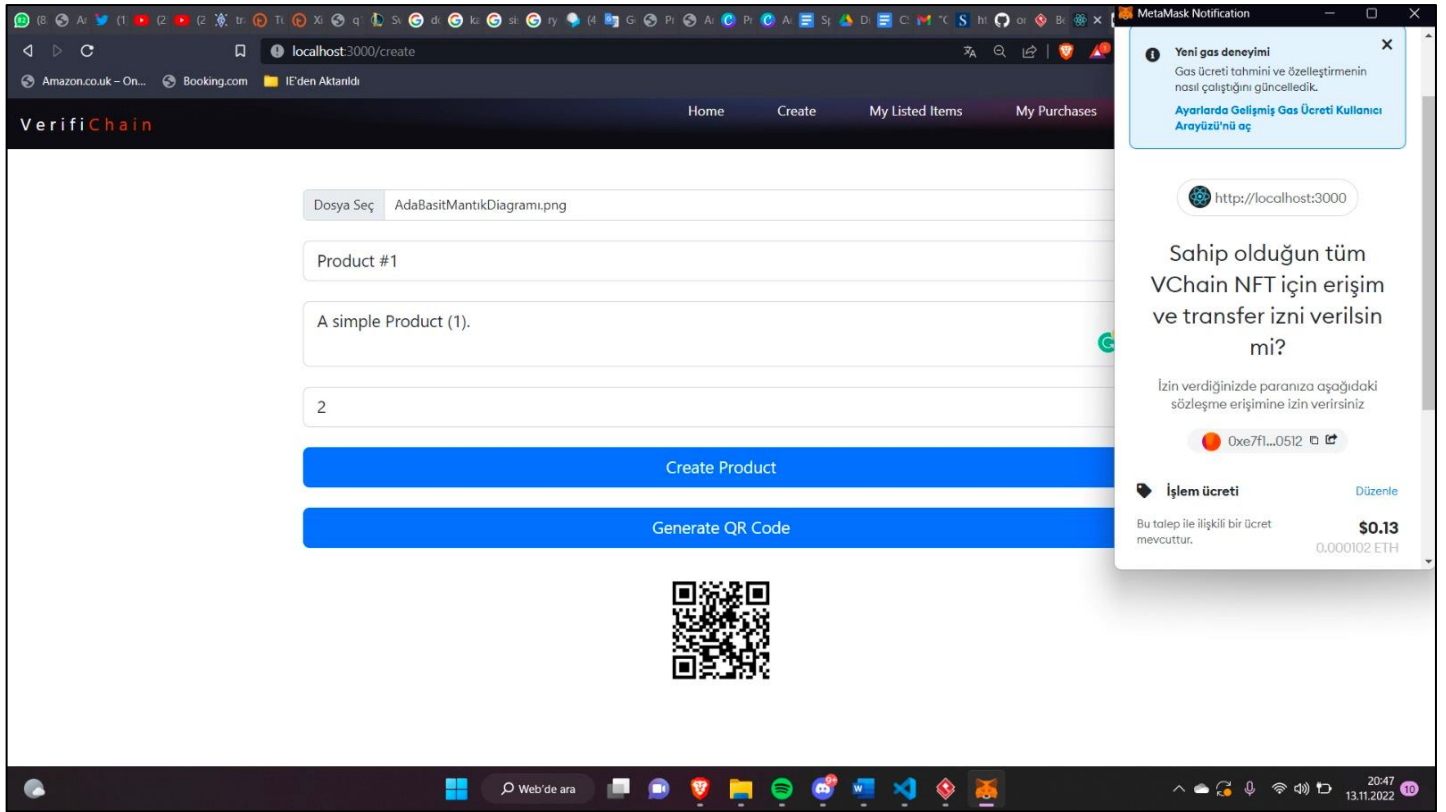 localhost:3000/create
Amazon.co.uk – On...
Booking.com
IE'den Aktarıldı
VerifiChain
Home
Create
My Listed Items
My Purchases
Dosya Seç
AdaBasitMantıkDiagramı.png
Product #1
A simple Product (1).
2
Create Product
Generate QR Code
MetaMask Notification
Yeni gas deneyimi
Gas ücreti tahmini ve özelleştirmenin
nasıl çalıştığını güncelledik.
Ayarlarda Gelişmiş Gas Ücreti Kullanıcı
Arayüzü'nü aç
http://localhost:3000
Sahip olduğun tüm
VChain NFT için erişim
ve transfer izni verilsin
mi?
İzin verdiğinizde paranıza aşağıdaki
sözleşme erişimine izin verirsiniz
0xe7f1...0512
İşlem ücreti
Düzenle
Bu talep ile ilişkili bir ücret
mevcuttur.
$0.13
0.000102 ETH
Web'de ara
20:47
13.11.2022
10